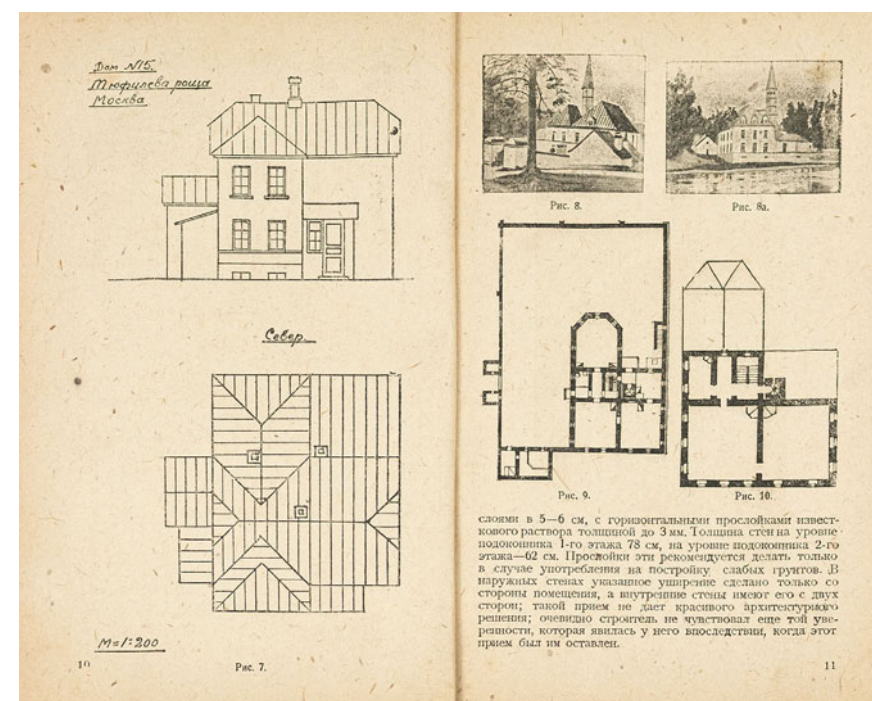 Дом №15.
Тюфилева роща
Москва
Север.
М=1:200
10
Рис. 7.
Рис. 8.
Рис. 8а.
Рис. 9.
Рис. 10.
слоями в 5—6 см, с горизонтальными прослойками извест-
кового раствора толщиной до 3 мм. Толщина стен на уровне
подоконника 1-го этажа 78 см, на уровне подоконника 2-го
этажа—62 см. Прослойки эти рекомендуется делать только
в случае употребления на постройку слабых грунтов. В
наружных стенах указанное уширение сделано только со
стороны помещения, а внутренние стены имеют его с двух
сторон; такой прием не дает красивого архитектурного
решения; очевидно строитель не чувствовал еще той уве-
ренности, которая явилась у него впоследствии, когда этот
прием был им оставлен.
11